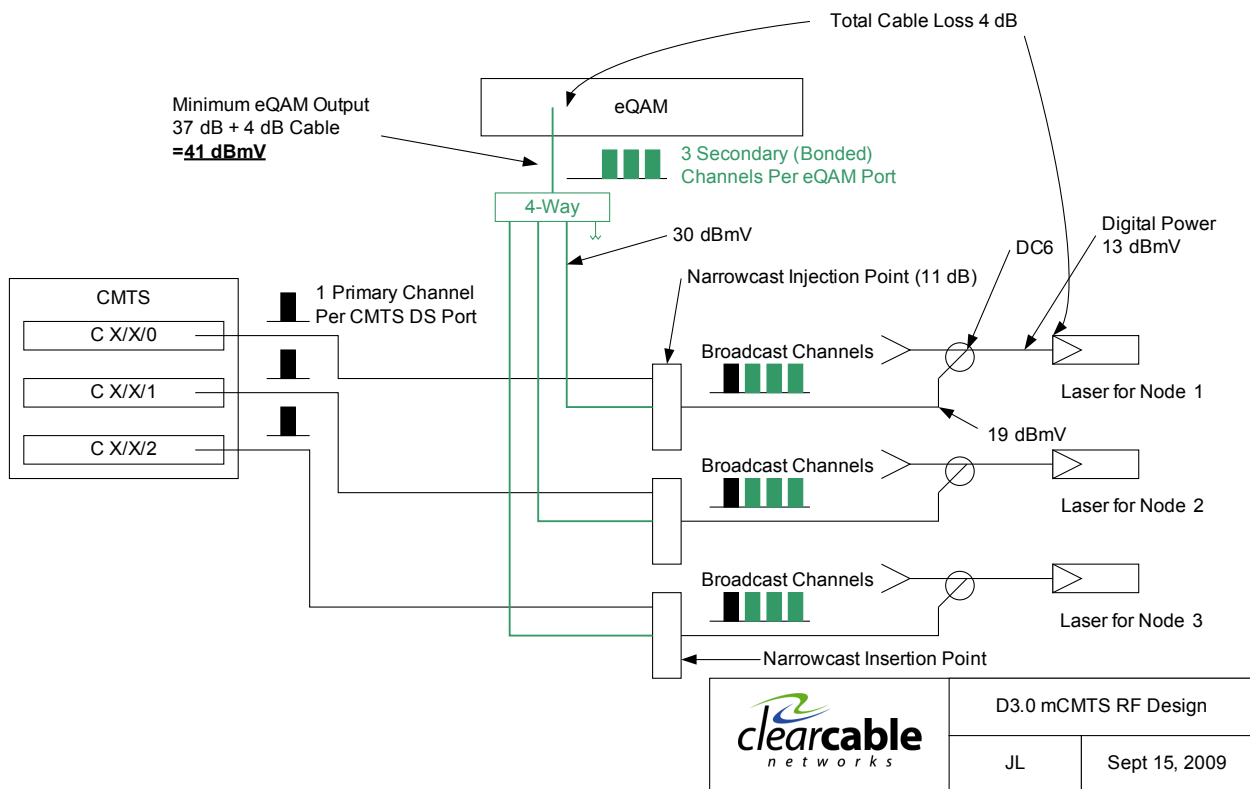 Total Cable Loss 4 dB
eQAM
Minimum eQAM Output
37 dB + 4 dB Cable
=41 dBmV
3 Secondary (Bonded)
Channels Per eQAM Port
4-Way
30 dBmV
Digital Power
13 dBmV
DC6
Narrowcast Injection Point (11 dB)
CMTS
1 Primary Channel
Per CMTS DS Port
C X/X/0
C X/X/1
C X/X/2
Broadcast Channels
Laser for Node 1
19 dBmV
Broadcast Channels
Laser for Node 2
Broadcast Channels
Laser for Node 3
Narrowcast Insertion Point
clearcable
networks
D3.0 mCMTS RF Design
JL
Sept 15, 2009